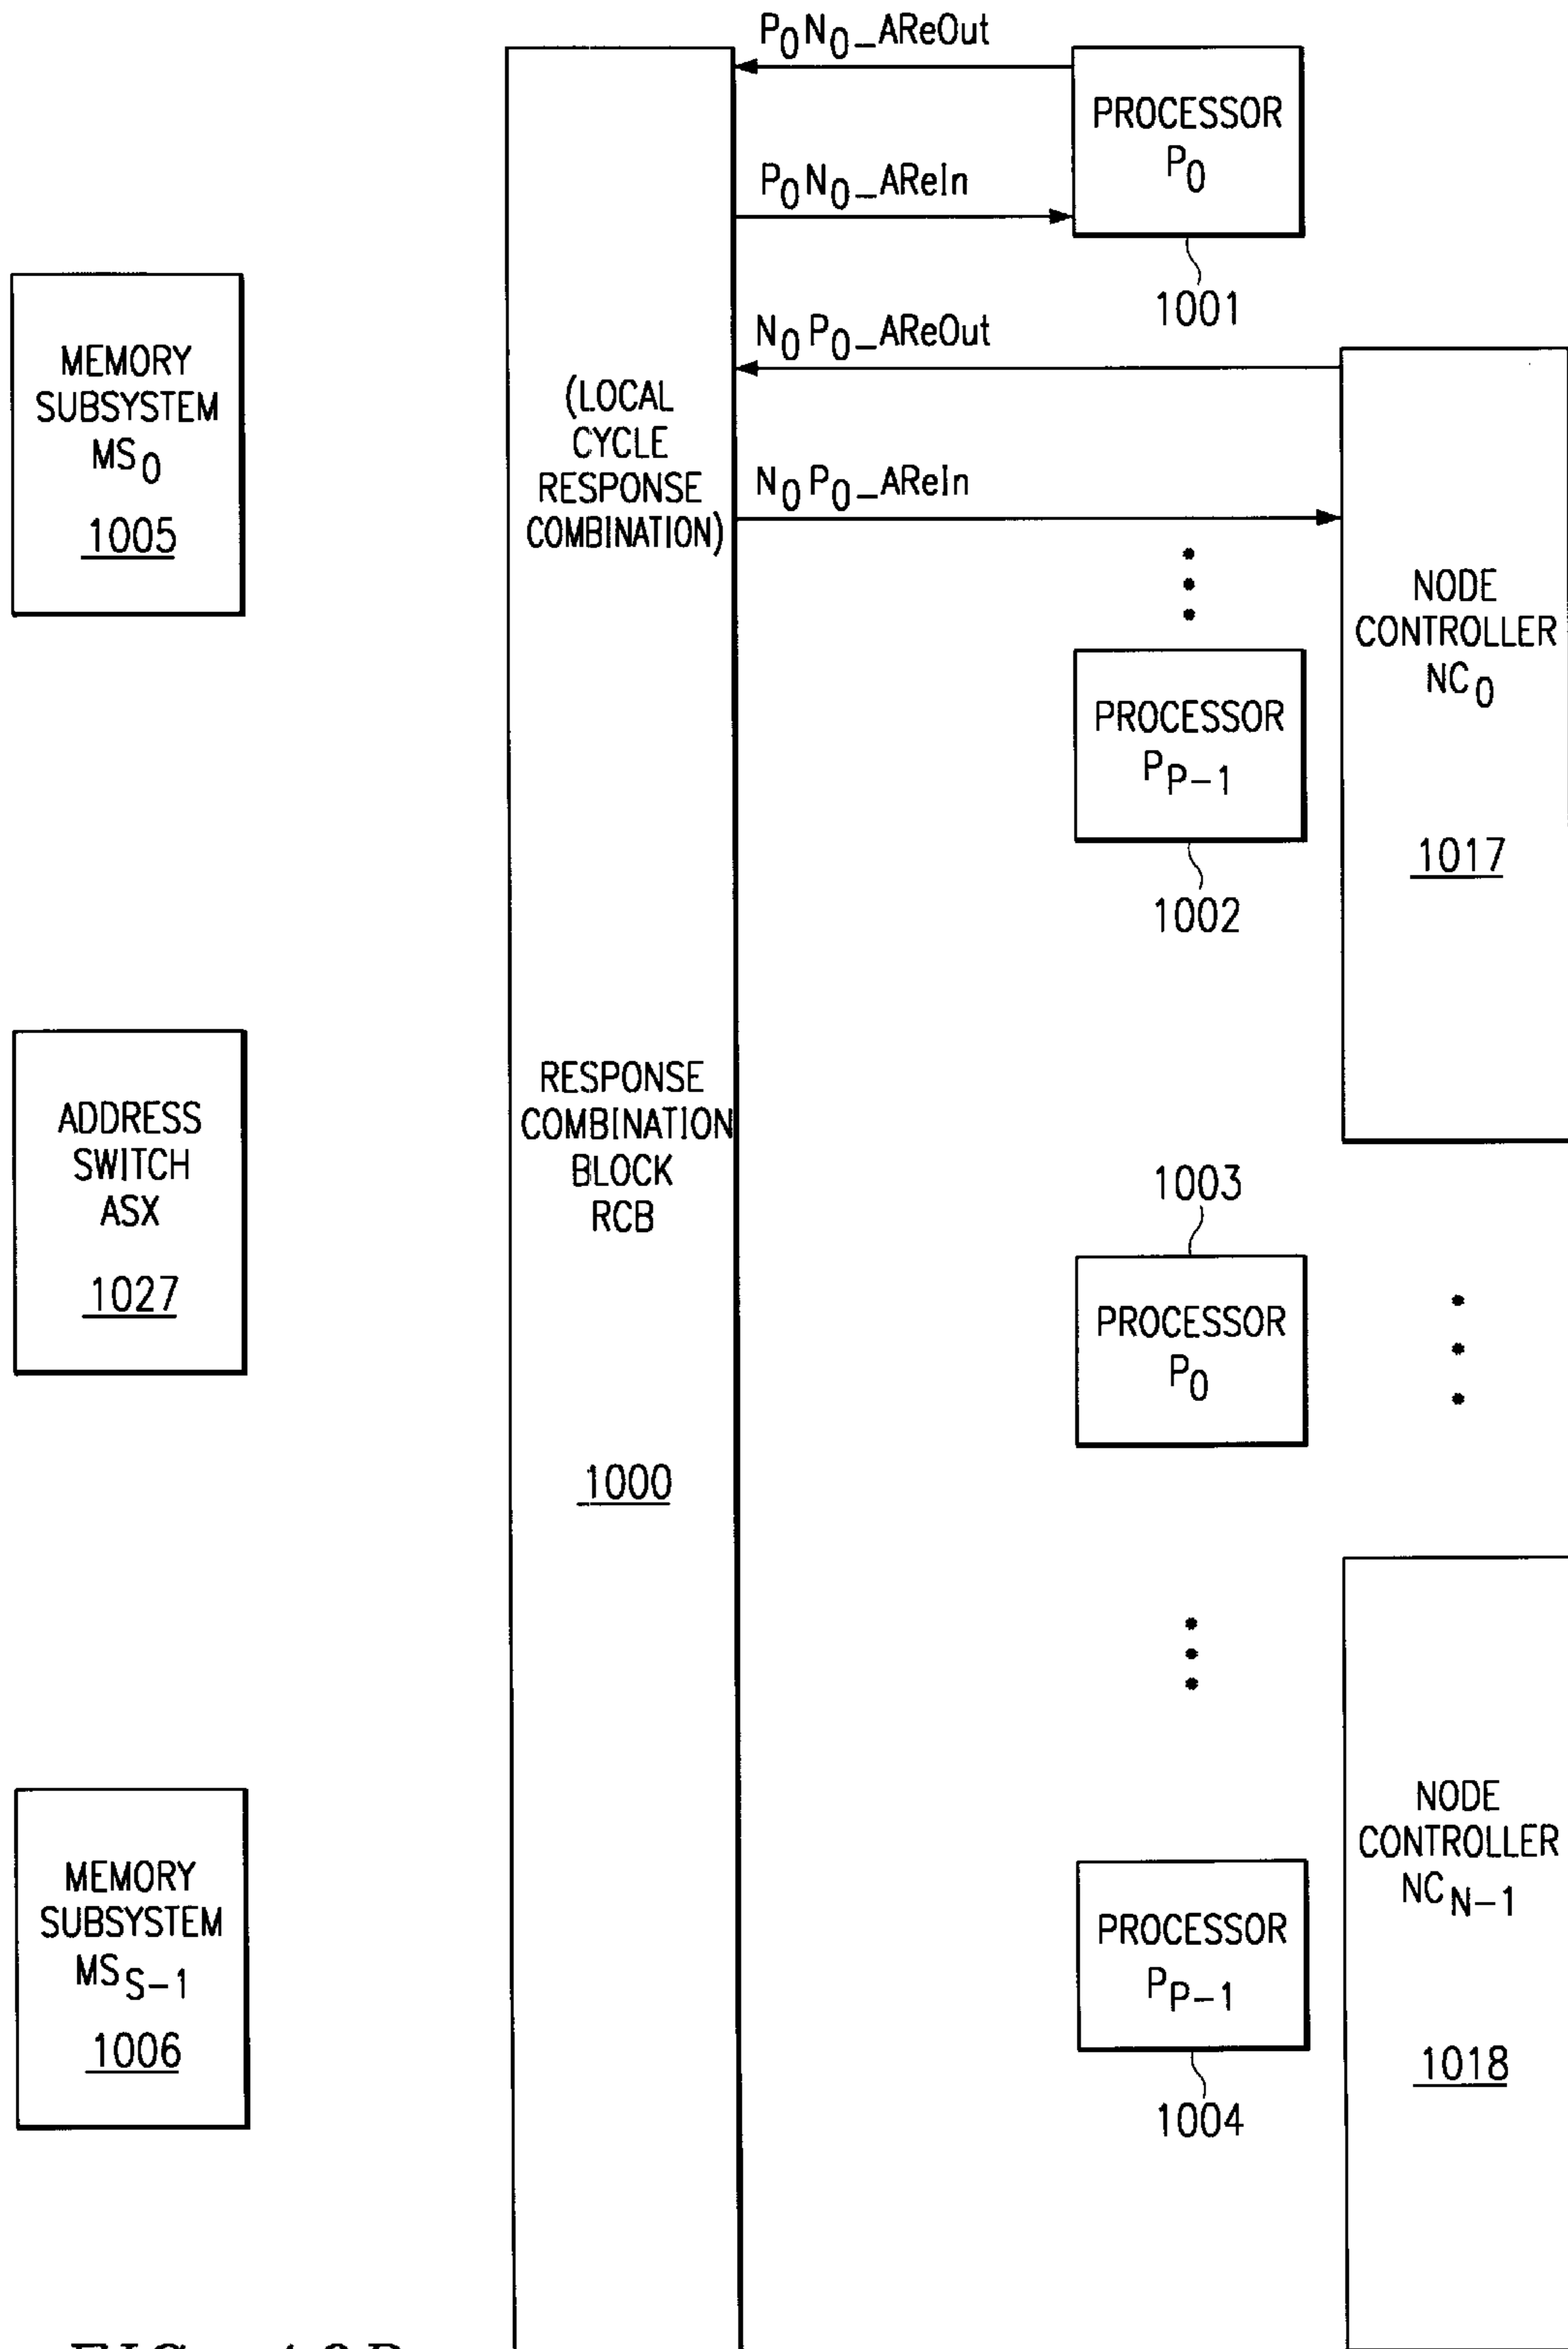 P0N0_AReOut
PROCESSOR
P0
P0N0_AReIn
1001
MEMORY
SUBSYSTEM
MS0
1005
(LOCAL
CYCLE
RESPONSE
COMBINATION)
N0P0_AReOut
N0P0_AReIn
NODE
CONTROLLER
NC0
1017
PROCESSOR
PP-1
1002
ADDRESS
SWITCH
ASX
1027
RESPONSE
COMBINATION
BLOCK
RCB
1000
1003
PROCESSOR
P0
MEMORY
SUBSYSTEM
MSS-1
1006
PROCESSOR
PP-1
1004
NODE
CONTROLLER
NCN-1
1018